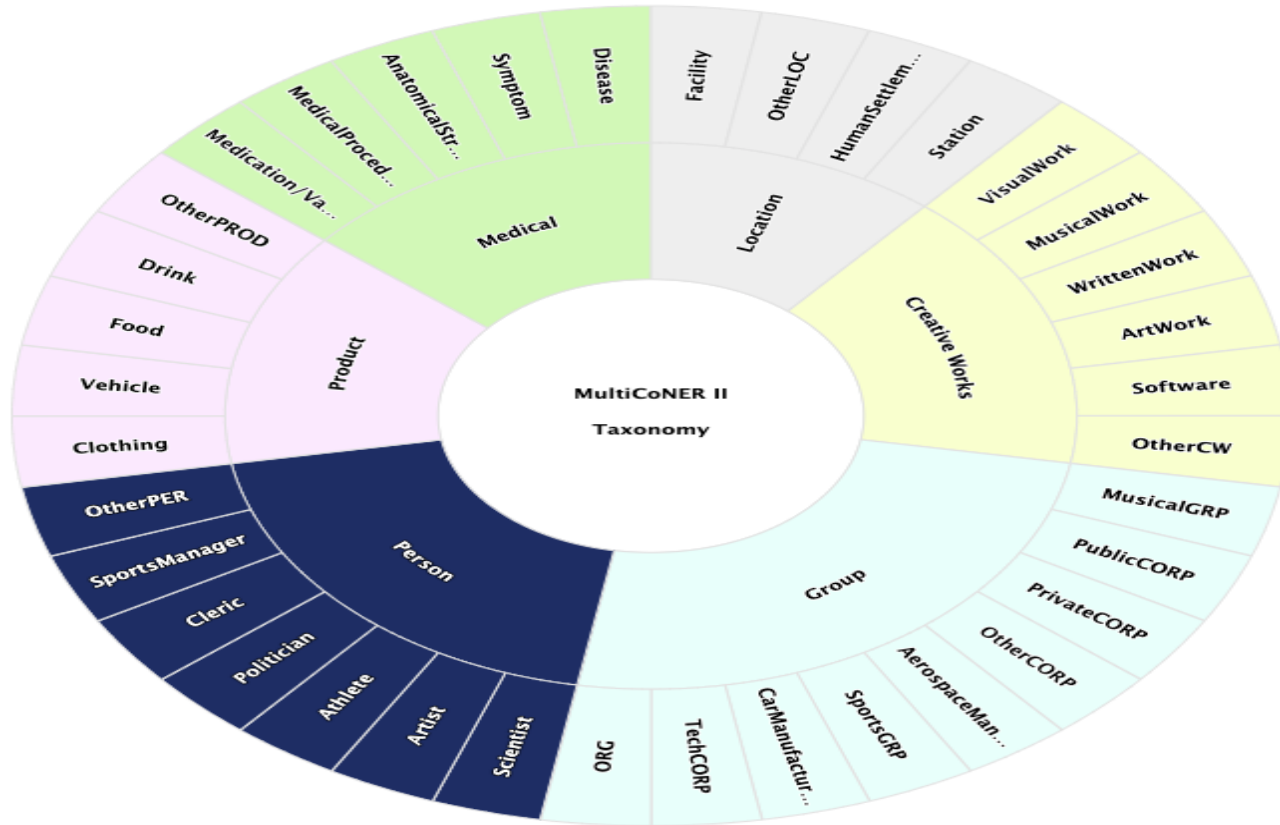 MultiCoNER II
Taxonomy
Location
Facility
OtherLOC
HumanSettlem...
Station
Creative Works
VisualWork
MusicalWork
WrittenWork
ArtWork
Software
OtherCW
Group
MusicalGRP
PublicCORP
PrivateCORP
OtherCORP
AerospaceMan...
SportsGRP
CarManufactur...
TechCORP
ORG
Person
Scientist
Artist
Athlete
Politician
Cleric
SportsManager
OtherPER
Product
Clothing
Vehicle
Food
Drink
OtherPROD
Medical
Medication/Va...
MedicalProced...
AnatomicalStr...
Symptom
Disease